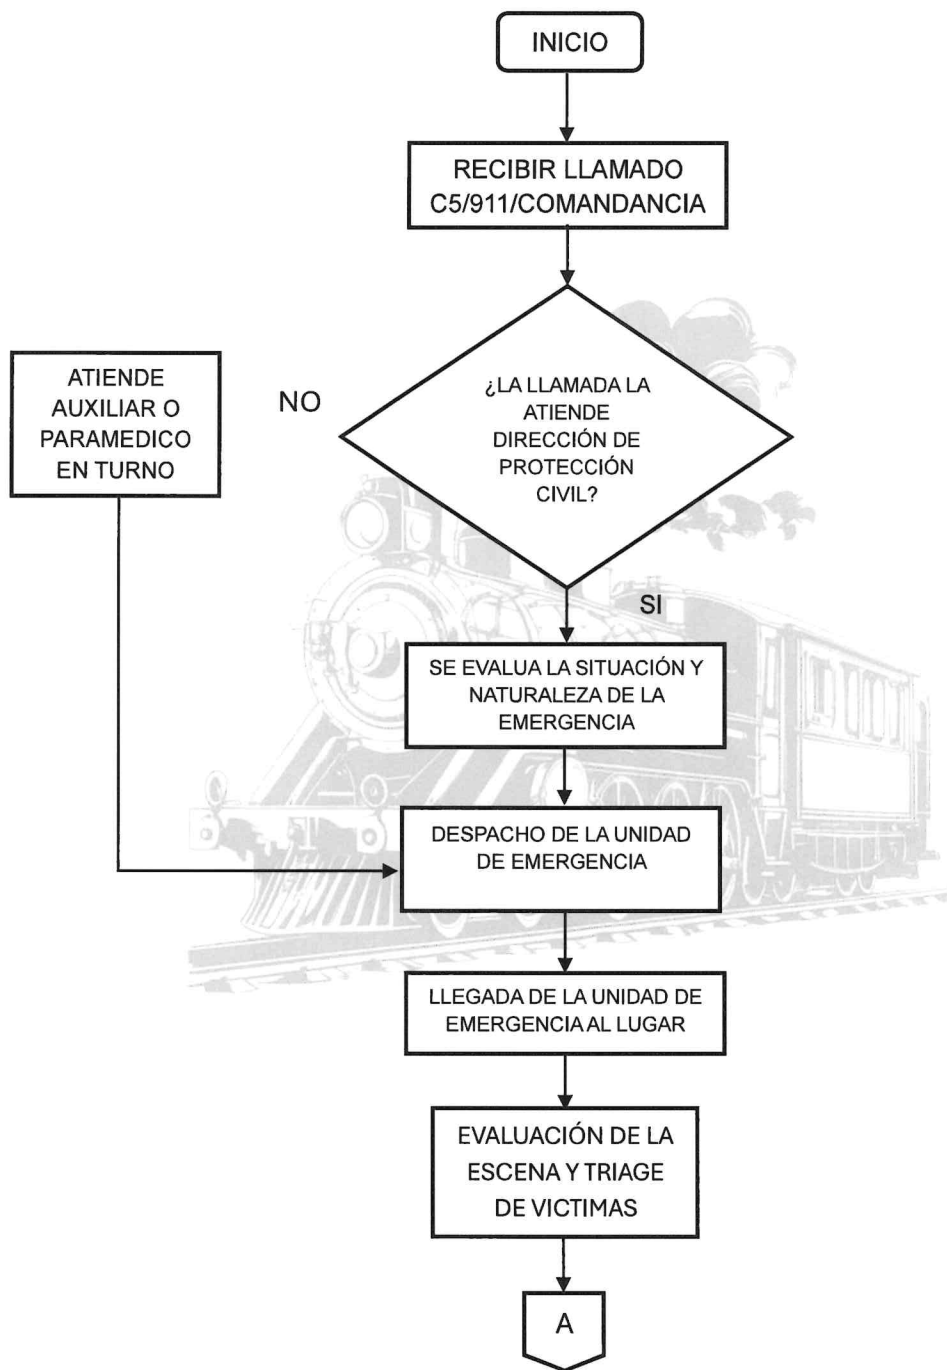 INICIO
RECIBIR LLAMADO
C5/911/COMANDANCIA
¿LA LLAMADA LA
ATIENDE
DIRECCIÓN DE
PROTECCIÓN
CIVIL?
NO
ATIENDE
AUXILIAR O
PARAMEDICO
EN TURNO
SI
SE EVALUA LA SITUACIÓN Y
NATURALEZA DE LA
EMERGENCIA
DESPACHO DE LA UNIDAD
DE EMERGENCIA
LLEGADA DE LA UNIDAD DE
EMERGENCIA AL LUGAR
EVALUACIÓN DE LA
ESCENA Y TRIAGE
DE VICTIMAS
A